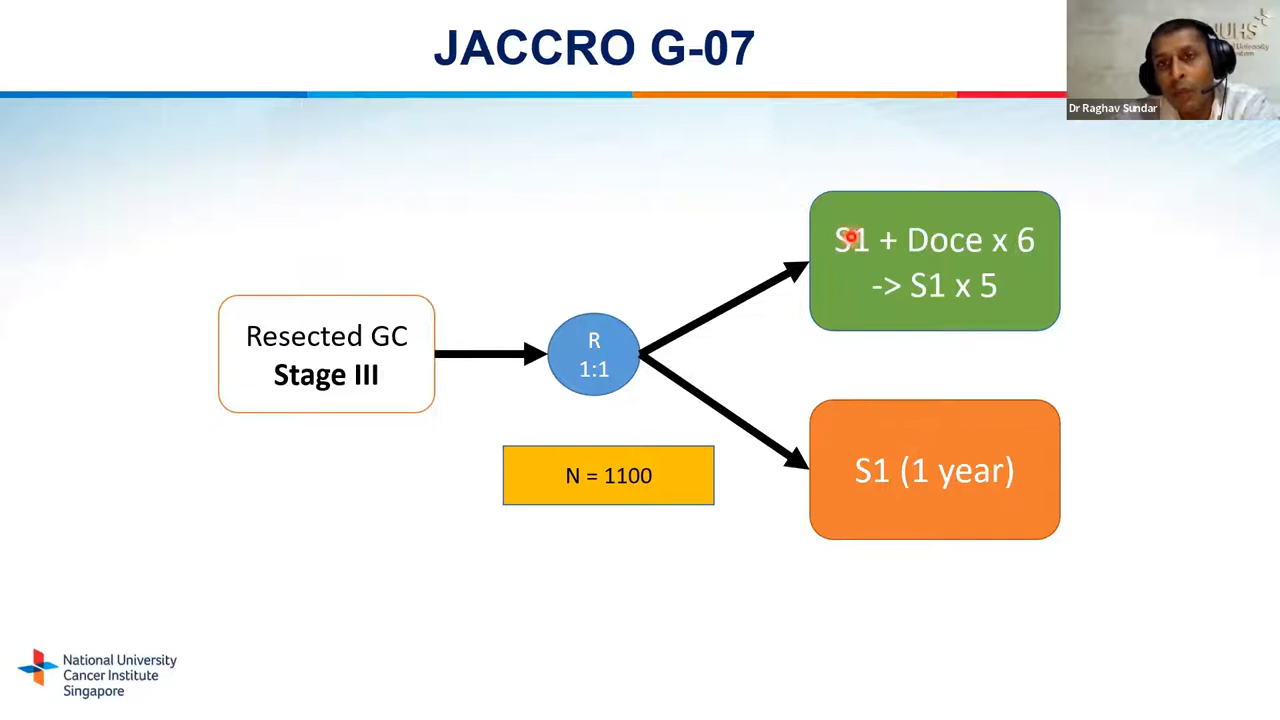 JACCRO G-07
Dr Raghav Sundar
S1 + Doce x 6
-> S1 x 5
Resected GC
Stage III
R
1:1
N = 1100
S1 (1 year)
National University
Cancer Institute
Singapore